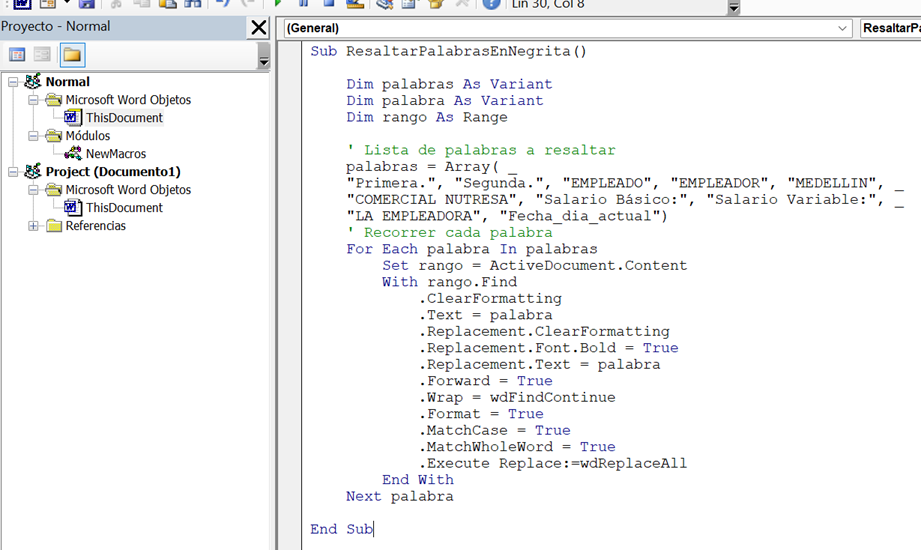 Lin 30, Col 8
Proyecto - Normal
(General)
ResaltarPa
Normal
Microsoft Word Objetos
ThisDocument
Módulos
NewMacros
Project (Documento1)
Microsoft Word Objetos
ThisDocument
Referencias
Sub ResaltarPalabrasEnNegrita()
Dim palabras As Variant
Dim palabra As Variant
Dim rango As Range
' Lista de palabras a resaltar
palabras = Array( _
"Primera.", "Segunda.", "EMPLEADO", "EMPLEADOR", "MEDELLIN", _
"COMERCIAL NUTRESA", "Salario Básico:", "Salario Variable:", _
"LA EMPLEADORA", "Fecha_dia_actual")
' Recorrer cada palabra
For Each palabra In palabras
Set rango = ActiveDocument.Content
With rango.Find
.ClearFormatting
.Text = palabra
.Replacement.ClearFormatting
.Replacement.Font.Bold = True
.Replacement.Text = palabra
.Forward = True
.Wrap = wdFindContinue
.Format = True
.MatchCase = True
.MatchWholeWord = True
.Execute Replace:=wdReplaceAll
End With
Next palabra
End Sub